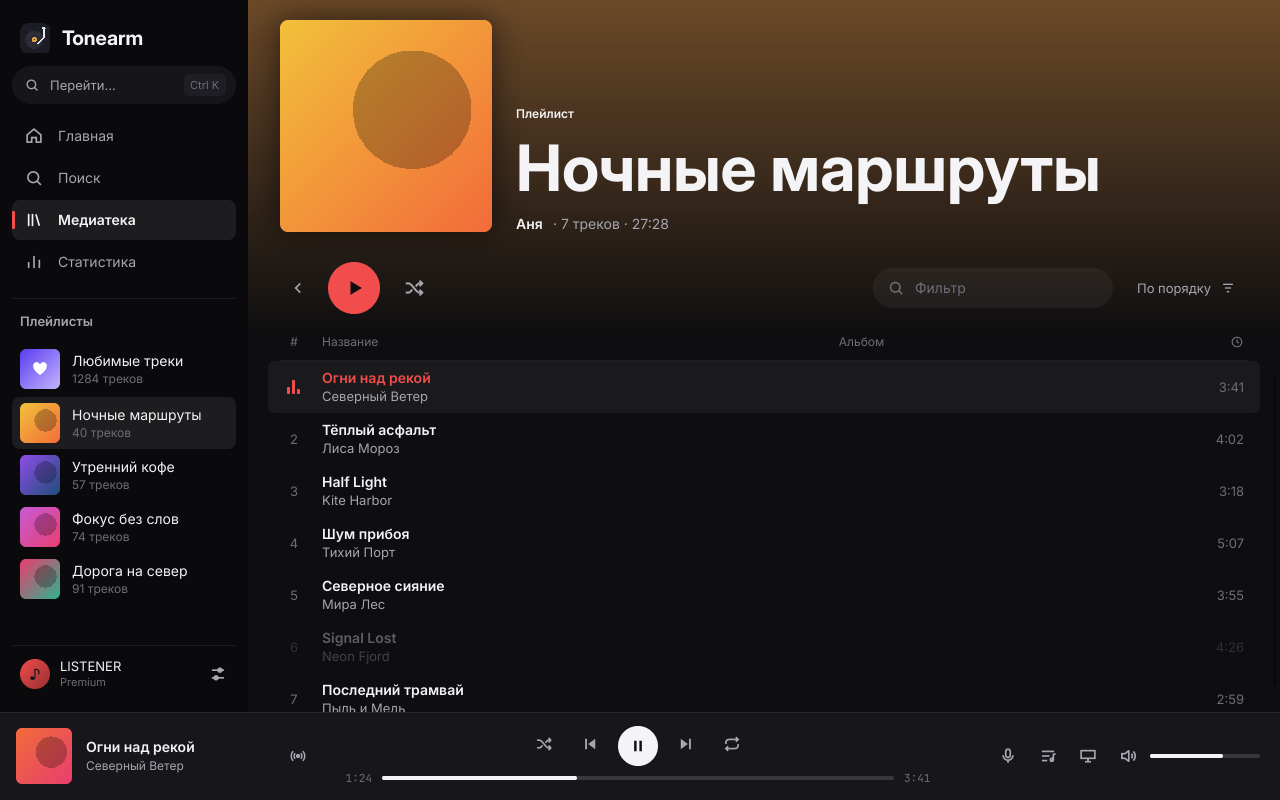 Tonearm
Перейти...
Ctrl K
Главная
Поиск
Медиатека
Статистика
Плейлисты
Любимые треки
1284 треков
Ночные маршруты
40 треков
Утренний кофе
57 треков
Фокус без слов
74 треков
Дорога на север
91 треков
LISTENER
Premium
Плейлист
Ночные маршруты
Аня · 7 треков · 27:28
Фильтр
По порядку
# Название Альбом
Огни над рекой
Северный Ветер
3:41
2 Тёплый асфальт
Лиса Мороз
4:02
3 Half Light
Kite Harbor
3:18
4 Шум прибоя
Тихий Порт
5:07
5 Северное сияние
Мира Лес
3:55
6 Signal Lost
Neon Fjord
4:26
7 Последний трамвай
Пыль и Медь
2:59
Огни над рекой
Северный Ветер
1:24
3:41